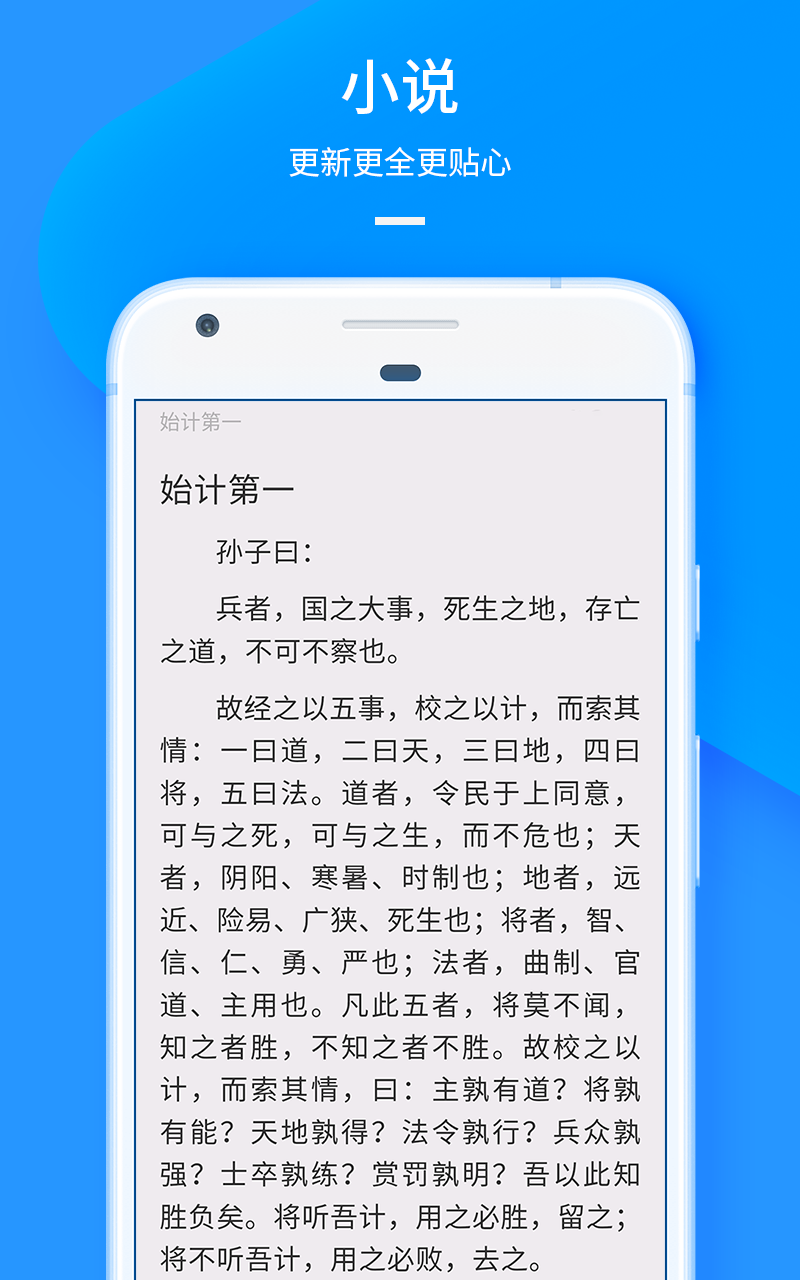 小说
更新更全更贴心
始计第一
始计第一
孙子曰：
兵者，国之大事，死生之地，存亡
之道，不可不察也。
故经之以五事，校之以计，而索其
情：一曰道，二曰天，三曰地，四曰
将，五曰法。道者，令民于上同意，
可与之死，可与之生，而不危也；天
者，阴阳、寒暑、时制也；地者，远
近、险易、广狭、死生也；将者，智、
信、仁、勇、严也；法者，曲制、官
道、主用也。凡此五者，将莫不闻，
知之者胜，不知之者不胜。故校之以
计，而索其情，曰：主孰有道？将孰
有能？天地孰得？法令孰行？兵众孰
强？士卒孰练？赏罚孰明？吾以此知
胜负矣。将听吾计，用之必胜，留之；
将不听吾计，用之必败，去之。